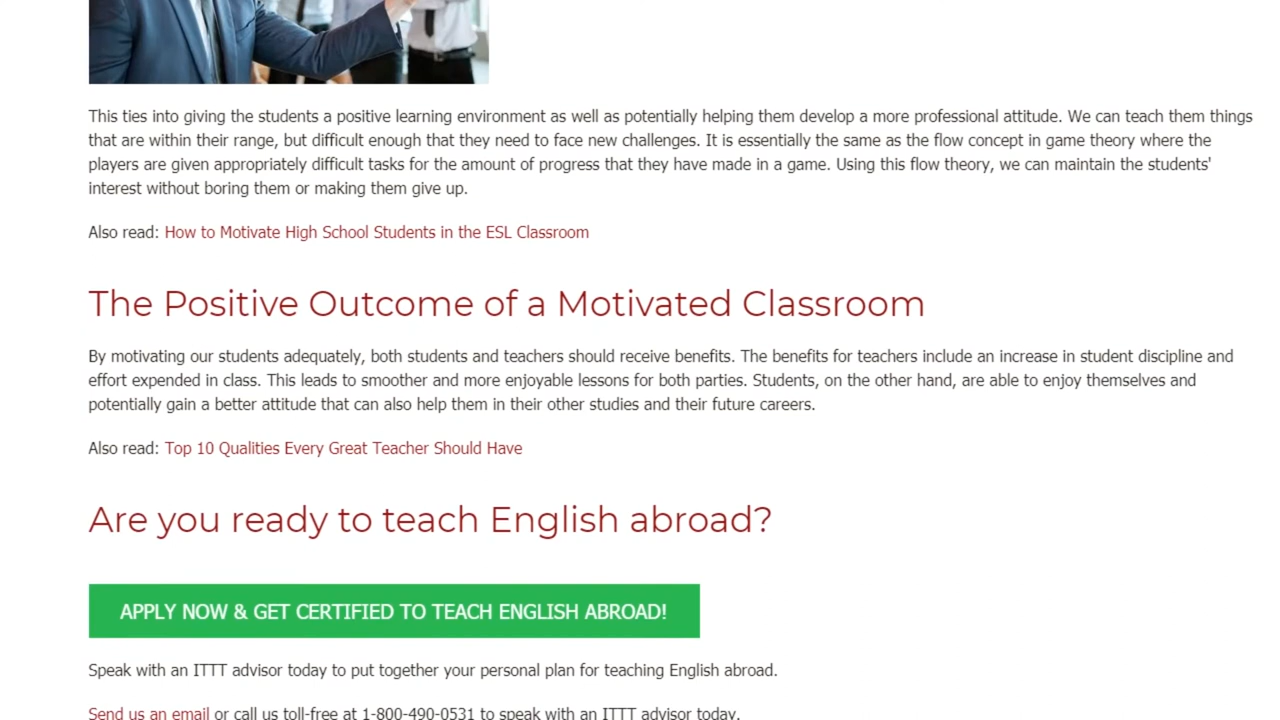 This ties into giving the students a positive learning environment as well as potentially helping them develop a more professional attitude. We can teach them things
that are within their range, but difficult enough that they need to face new challenges. It is essentially the same as the flow concept in game theory where the
players are given appropriately difficult tasks for the amount of progress that they have made in a game. Using this flow theory, we can maintain the students'
interest without boring them or making them give up.
Also read: How to Motivate High School Students in the ESL Classroom
The Positive Outcome of a Motivated Classroom
By motivating our students adequately, both students and teachers should receive benefits. The benefits for teachers include an increase in student discipline and
effort expended in class. This leads to smoother and more enjoyable lessons for both parties. Students, on the other hand, are able to enjoy themselves and
potentially gain a better attitude that can also help them in their other studies and their future careers.
Also read: Top 10 Qualities Every Great Teacher Should Have
Are you ready to teach English abroad?
APPLY NOW & GET CERTIFIED TO TEACH ENGLISH ABROAD!
Speak with an ITTT advisor today to put together your personal plan for teaching English abroad.
Send us an email or call us toll-free at 1-800-490-0531 to speak with an ITTT advisor today.